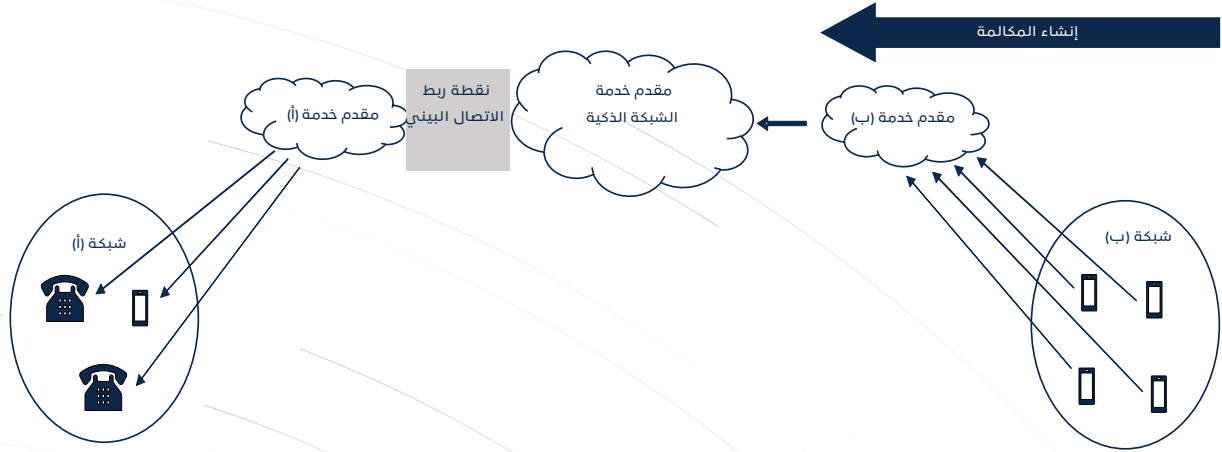 إنشاء المكالمة
مقدم خدمة (ب)
مقدم خدمة
الشبكة الذكية
نقطة ربط
الاتصال البيني
مقدم خدمة (أ)
شبكة (ب)
شبكة (أ)